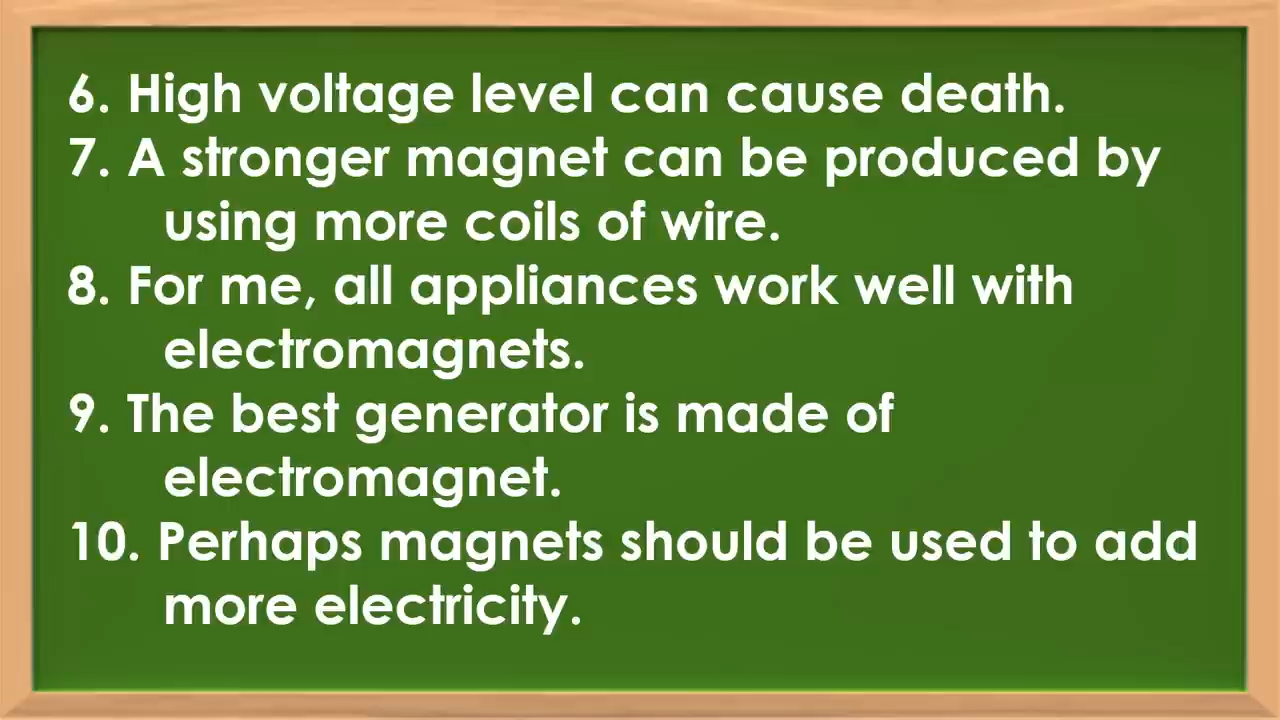 6. High voltage level can cause death.
7. A stronger magnet can be produced by
using more coils of wire.
8. For me, all appliances work well with
electromagnets.
9. The best generator is made of
electromagnet.
10. Perhaps magnets should be used to add
more electricity.